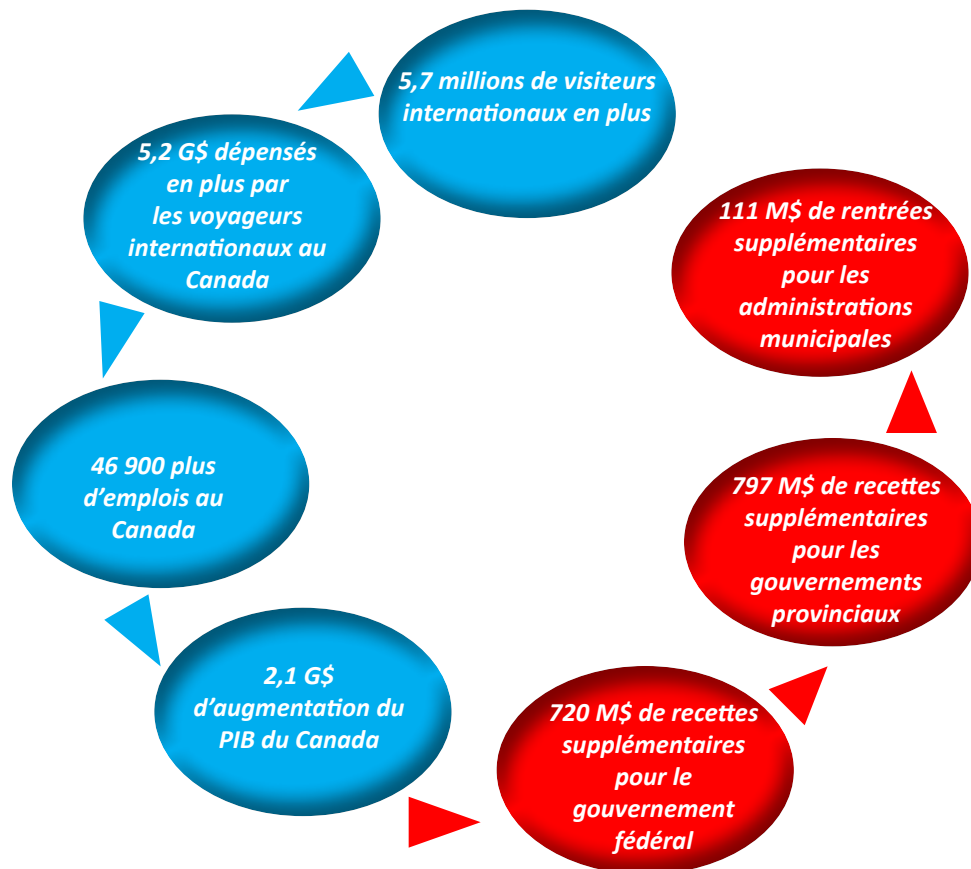 5,7 millions de visiteurs
internationaux en plus
5,2 G$ dépensés
en plus par
les voyageurs
internationaux au
Canada
46 900 plus
d’emplois au
Canada
2,1 G$
d’augmentation du
PIB du Canada
720 M$ de recettes
supplémentaires
pour le
gouvernement
fédéral
797 M$ de recettes
supplémentaires
pour les
gouvernements
provinciaux
111 M$ de rentrées
supplémentaires
pour les
administrations
municipales